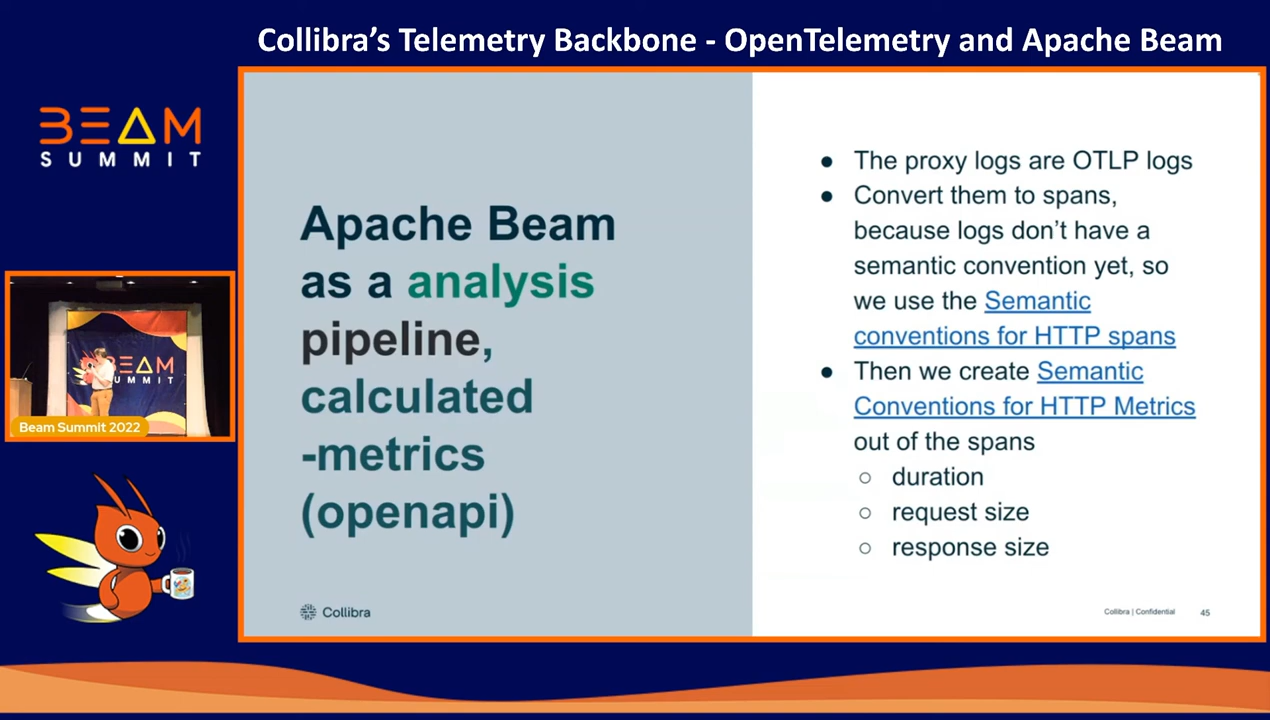 Collibra's Telemetry Backbone - OpenTelemetry and Apache Beam
BEAM
SUMMIT
Apache Beam
as a analysis
pipeline,
calculated
-metrics
(openapi)
Collibra
● The proxy logs are OTLP logs
● Convert them to spans,
because logs don't have a
semantic convention yet, so
we use the Semantic
conventions for HTTP spans
● Then we create Semantic
Conventions for HTTP Metrics
out of the spans
○ duration
○ request size
○ response size
Collibra | Confidential
45
BEAM
SUMMIT
Beam Summit 2022